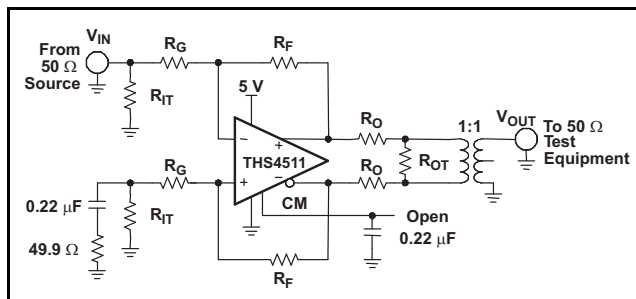 V_IN
From
50 Ω
Source
R_G
R_F
R_IT
5 V
THS4511
CM
R_O
R_O
R_OT
1:1
V_OUT
To 50 Ω
Test
Equipment
R_G
R_IT
0.22 μF
49.9 Ω
− +
+ −
Open
0.22 μF
R_F